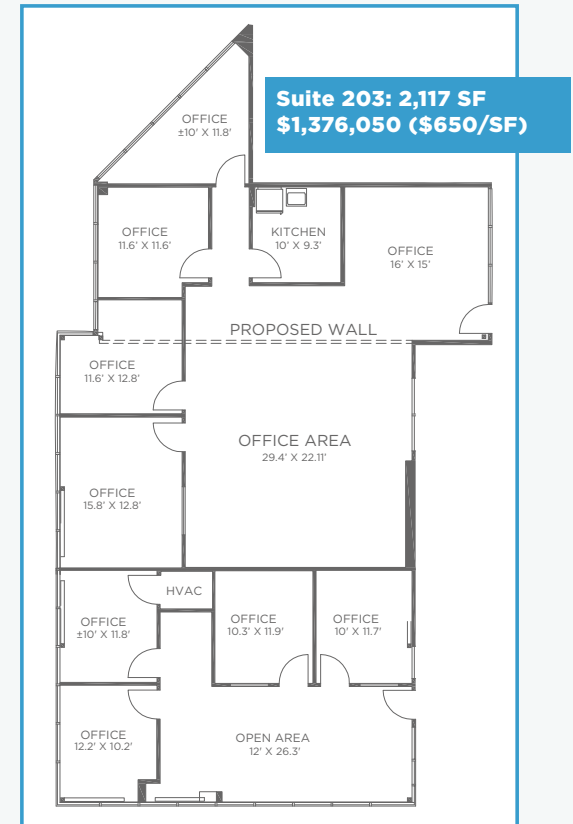 Suite 203: 2,117 SF
$1,376,050 ($650/SF)
OFFICE
±10' X 11.8'
OFFICE
11.6' X 11.6'
KITCHEN
10' X 9.3'
OFFICE
16' X 15'
PROPOSED WALL
OFFICE
11.6' X 12.8'
OFFICE AREA
29.4' X 22.11'
OFFICE
15.8' X 12.8'
HVAC
OFFICE
±10' X 11.8'
OFFICE
10.3' X 11.9'
OFFICE
10' X 11.7'
OFFICE
12.2' X 10.2'
OPEN AREA
12' X 26.3'